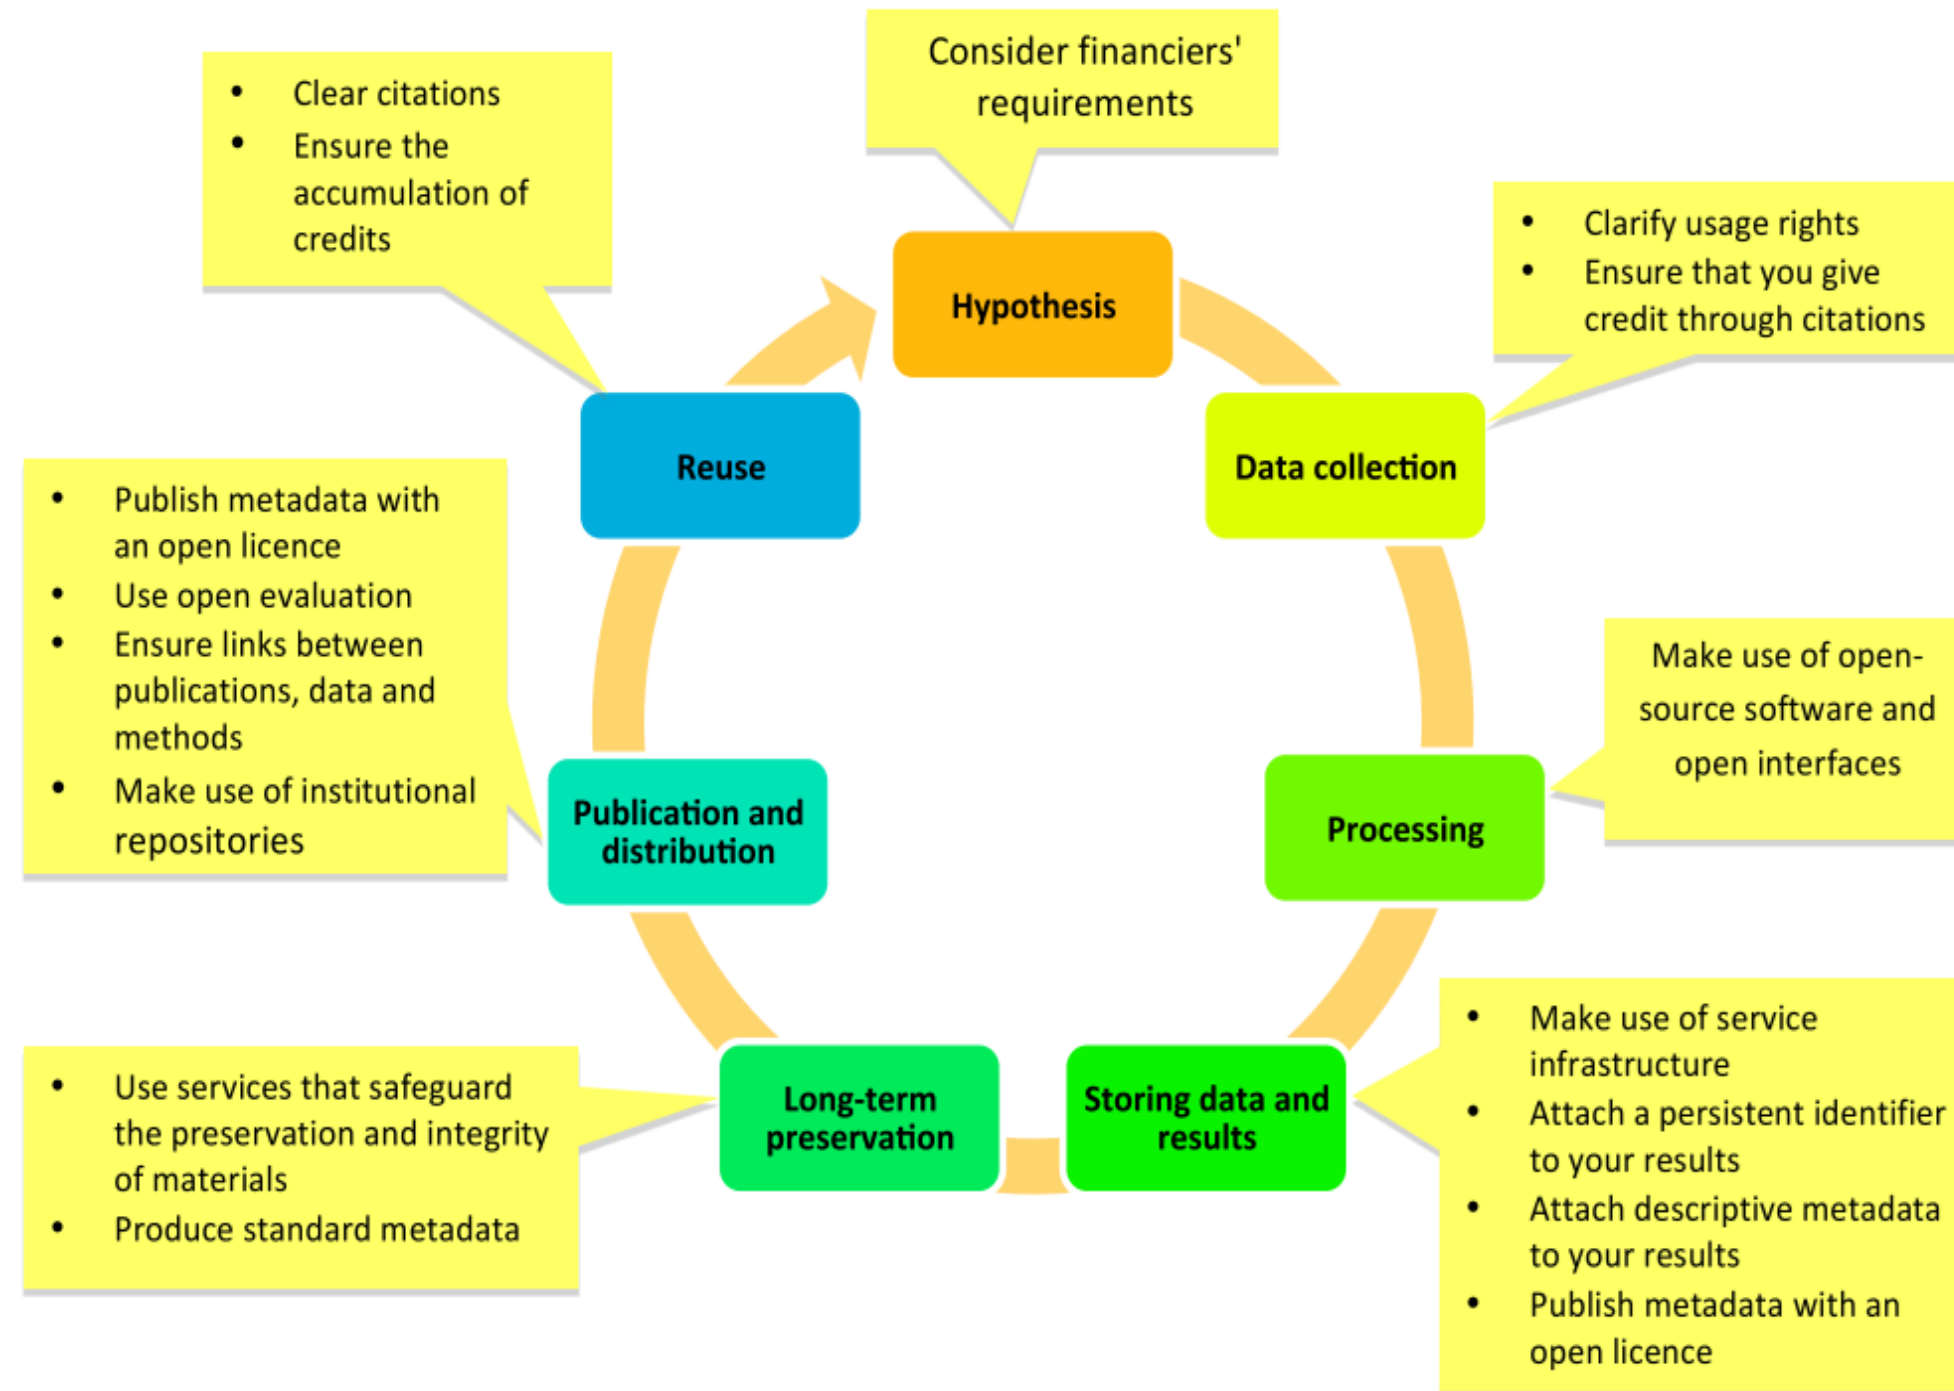 Consider financiers'
requirements
• Clear citations
• Ensure the
accumulation of
credits
• Clarify usage rights
• Ensure that you give
credit through citations
Hypothesis
Reuse
Data collection
• Publish metadata with
an open licence
• Use open evaluation
• Ensure links between
publications, data and
methods
• Make use of institutional
repositories
Make use of open-
source software and
open interfaces
Publication and
distribution
Processing
• Use services that safeguard
the preservation and integrity
of materials
• Produce standard metadata
Long-term
preservation
Storing data and
results
• Make use of service
infrastructure
• Attach a persistent identifier
to your results
• Attach descriptive metadata
to your results
• Publish metadata with an
open licence